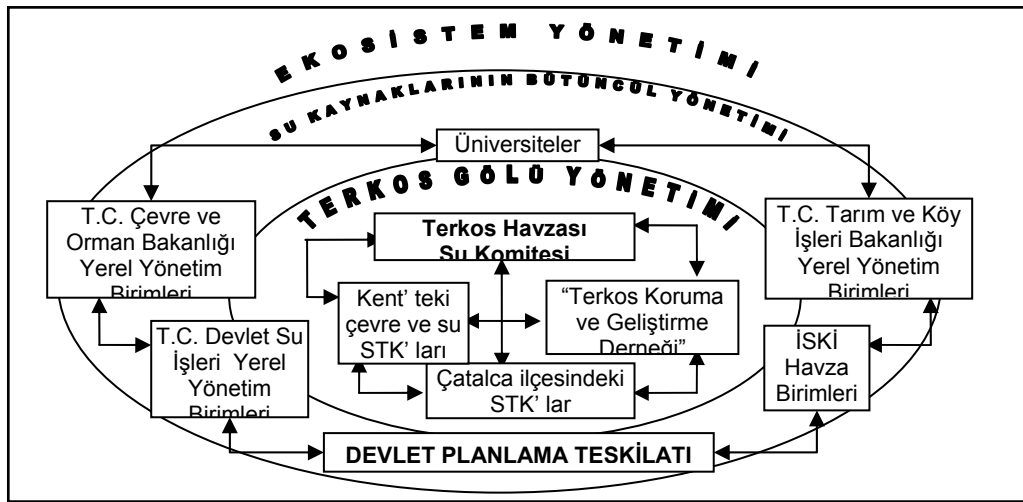 EKOSİSTEM YÖNETİMİ
SU KAYNAKLARININ BÜTÜNCÜL YÖNETİMİ
Üniversiteler
TERKOS GÖLÜ YÖNETİMİ
T.C. Çevre ve
Orman Bakanlığı
Yerel Yönetim
Birimleri
Terkos Havzası
Su Komitesi
T.C. Tarım ve Köy
İşleri Bakanlığı
Yerel Yönetim
Birimleri
Kent’ teki
çevre ve su
STK’ ları
“Terkos Koruma
ve Geliştirme
Derneği”
T.C. Devlet Su
İşleri Yerel
Yönetim
Birimleri
Çatalca ilçesindeki
STK’ lar
İSKİ
Havza
Birimleri
DEVLET PLANLAMA TESKİLATI